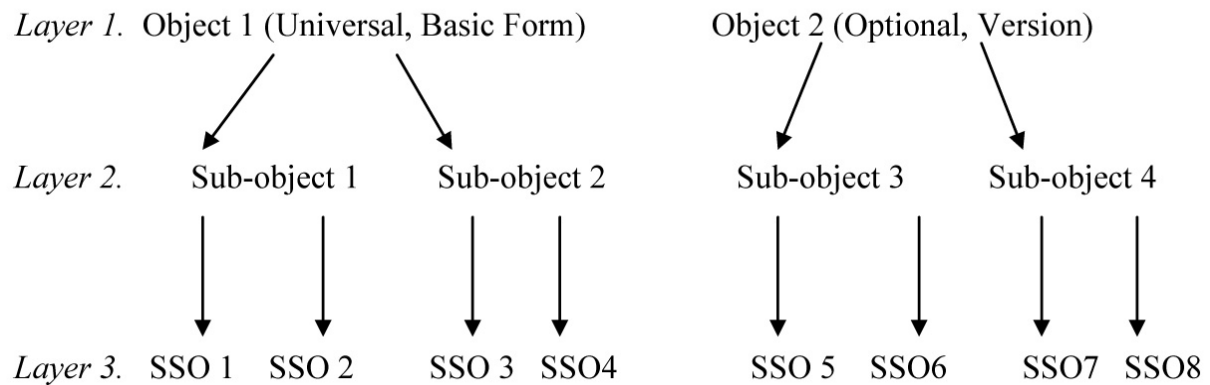 Layer 1. Object 1 (Universal, Basic Form) Object 2 (Optional, Version)
Layer 2. Sub-object 1 Sub-object 2 Sub-object 3 Sub-object 4
Layer 3. SSO 1 SSO 2 SSO 3 SSO4 SSO 5 SSO6 SSO7 SSO8